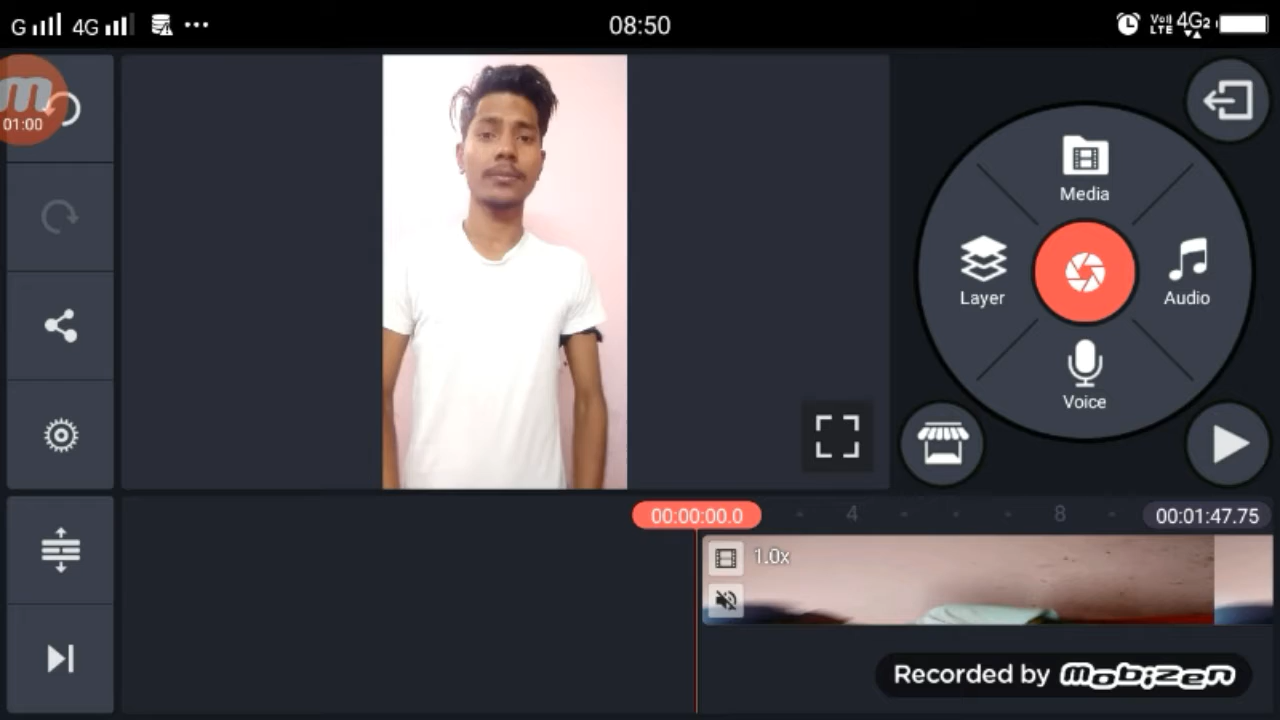 G 4G 08:50 Voll LTE 4G2
m
01:00
Media
Layer
Audio
Voice
00:00:00.0 4 8 00:01:47.75
1.0x
Recorded by mobizen